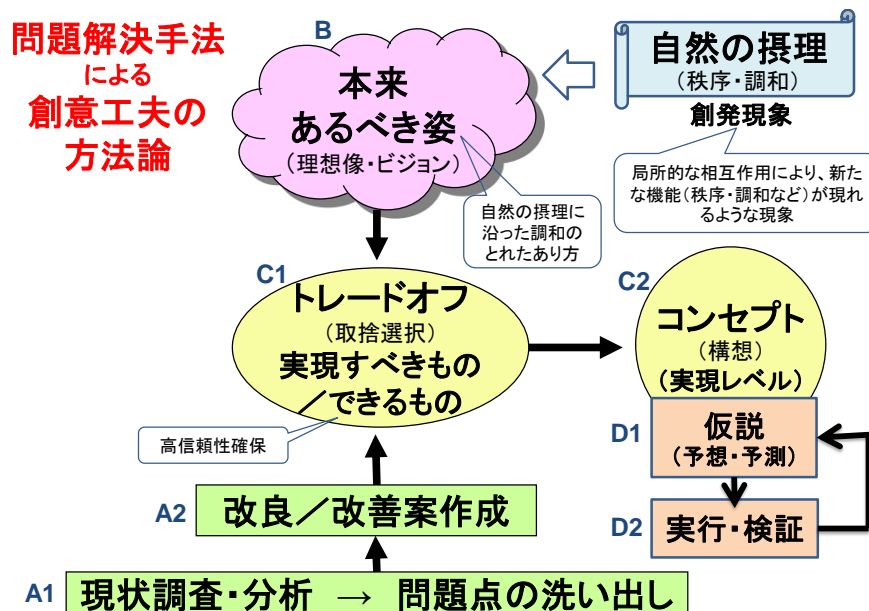 問題解決手法
による
創意工夫の
方法論
B
本来
あるべき姿
（理想像・ビジョン）
自然の摂理
（秩序・調和）
創発現象
局所的な相互作用により、新た
な機能（秩序・調和など）が現れ
るような現象
自然の摂理に
沿った調和の
とれたあり方
C1
トレードオフ
（取捨選択）
実現すべきもの
／できるもの
高信頼性確保
C2
コンセプト
（構想）
（実現レベル）
D1
仮説
（予想・予測）
D2
実行・検証
A2
改良／改善案作成
A1
現状調査・分析 → 問題点の洗い出し